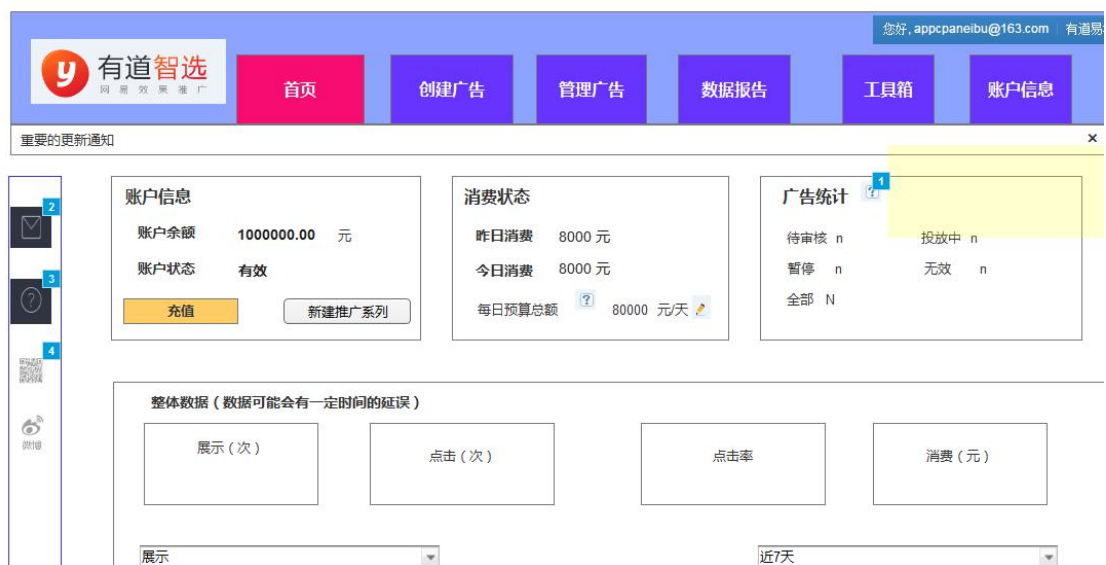 您好, appcpaneibu@163.com 有道易
有道智选
网易效果推广
首页 创建广告 管理广告 数据报告 工具箱 账户信息
重要的更新通知 ×
账户信息
账户余额 1000000.00 元
账户状态 有效
充值 新建推广系列
消费状态
昨日消费 8000 元
今日消费 8000 元
每日预算总额 ? 80000 元/天
广告统计 ? 1
待审核 n 投放中 n
暂停 n 无效 n
全部 N
2
3
?
4
微博
整体数据（数据可能会有一定时间的延误）
展示（次） 点击（次） 点击率 消费（元）
展示 近7天